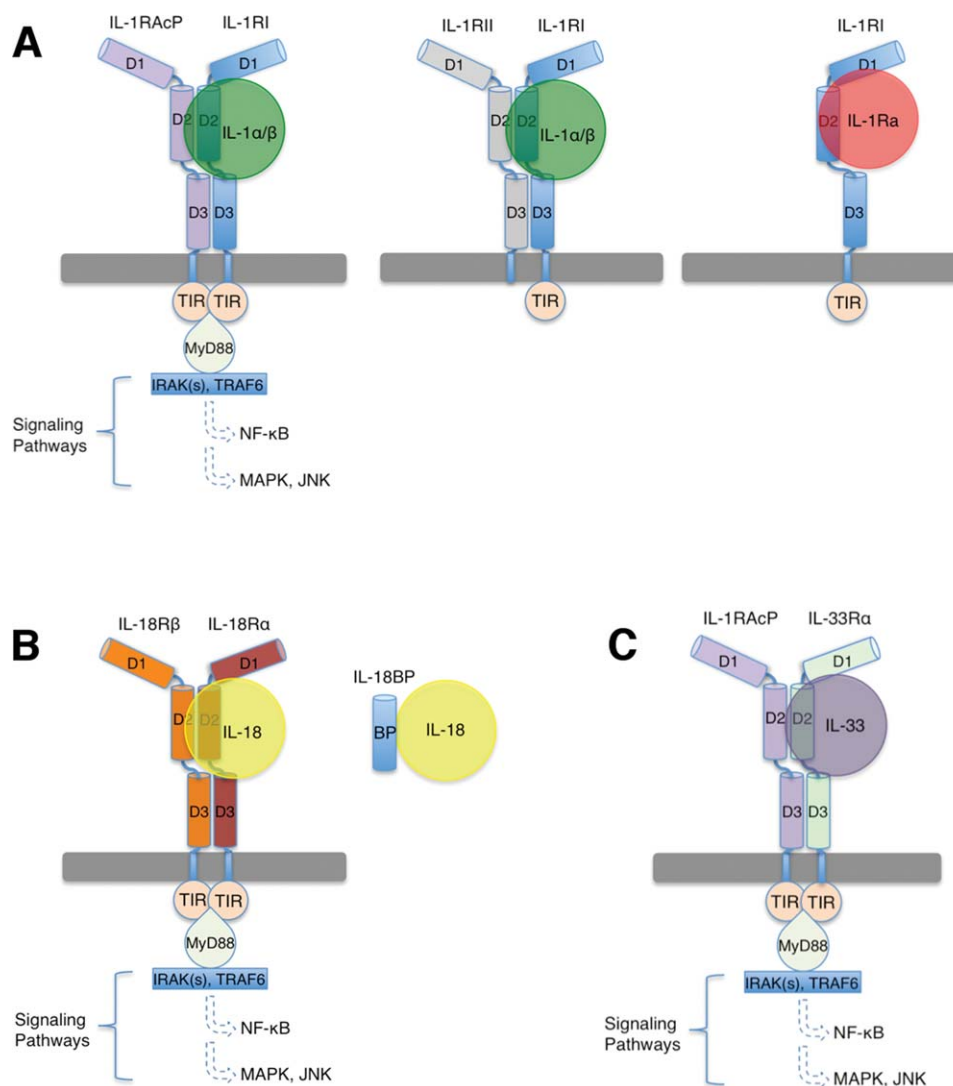 A
IL-1RAcP IL-1RI
D1 D1
D2 D2 IL-1α/β
D3 D3
TIR TIR
MyD88
IRAK(s), TRAF6
Signaling
Pathways
NF-κB
MAPK, JNK
IL-1RII IL-1RI
D1 D1
D2 D2 IL-1α/β
D3 D3
TIR
IL-1RI
D1
D2 IL-1Ra
D3
TIR
B
IL-18Rβ IL-18Rα
D1 D1
D2 D2 IL-18
D3 D3
TIR TIR
MyD88
IRAK(s), TRAF6
Signaling
Pathways
NF-κB
MAPK, JNK
IL-18BP
BP IL-18
C
IL-1RAcP IL-33Rα
D1 D1
D2 D2 IL-33
D3 D3
TIR TIR
MyD88
IRAK(s), TRAF6
Signaling
Pathways
NF-κB
MAPK, JNK